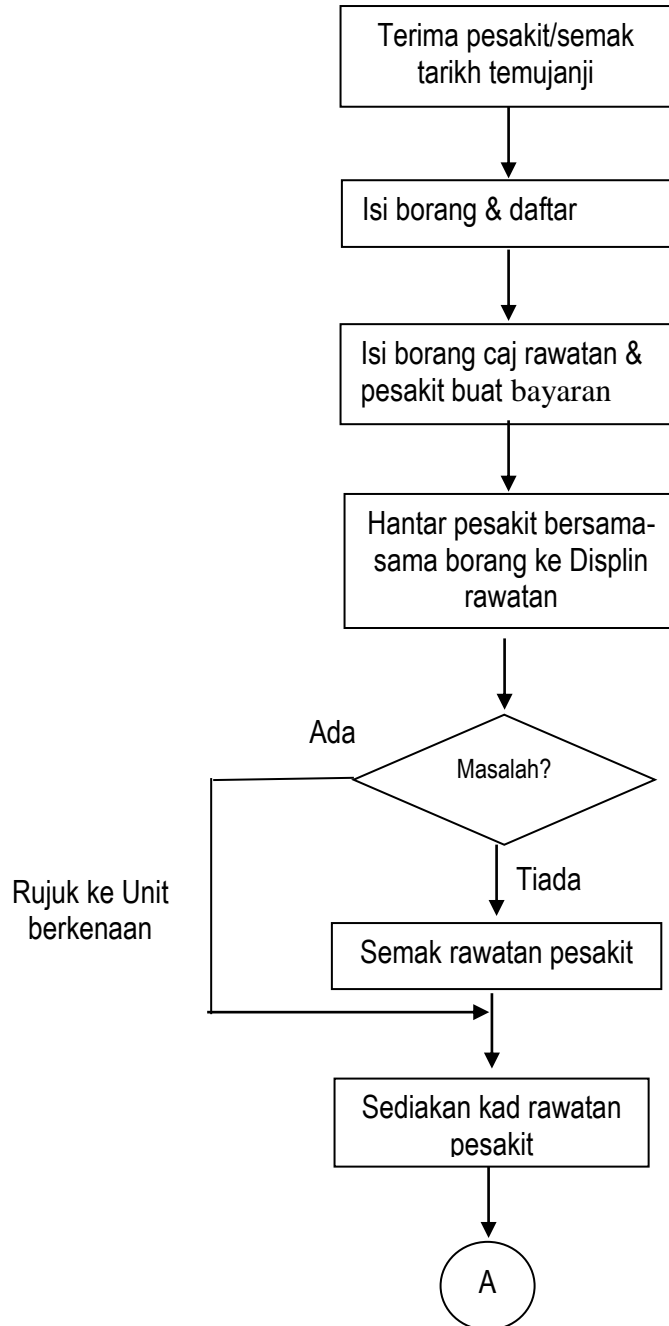 Terima pesakit/semak
tarikh temujanji
Isi borang & daftar
Isi borang caj rawatan &
pesakit buat bayaran
Hantar pesakit bersama-
sama borang ke Displin
rawatan
Ada
Masalah?
Tiada
Rujuk ke Unit
berkenaan
Semak rawatan pesakit
Sediakan kad rawatan
pesakit
A